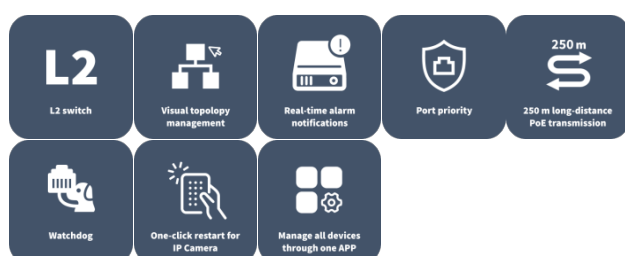 L2
L2 switch
Visual topolopy
management
Real-time alarm
notifications
Port priority
250 m
250 m long-distance
PoE transmission
Watchdog
One-click restart for
IP Camera
Manage all devices
through one APP